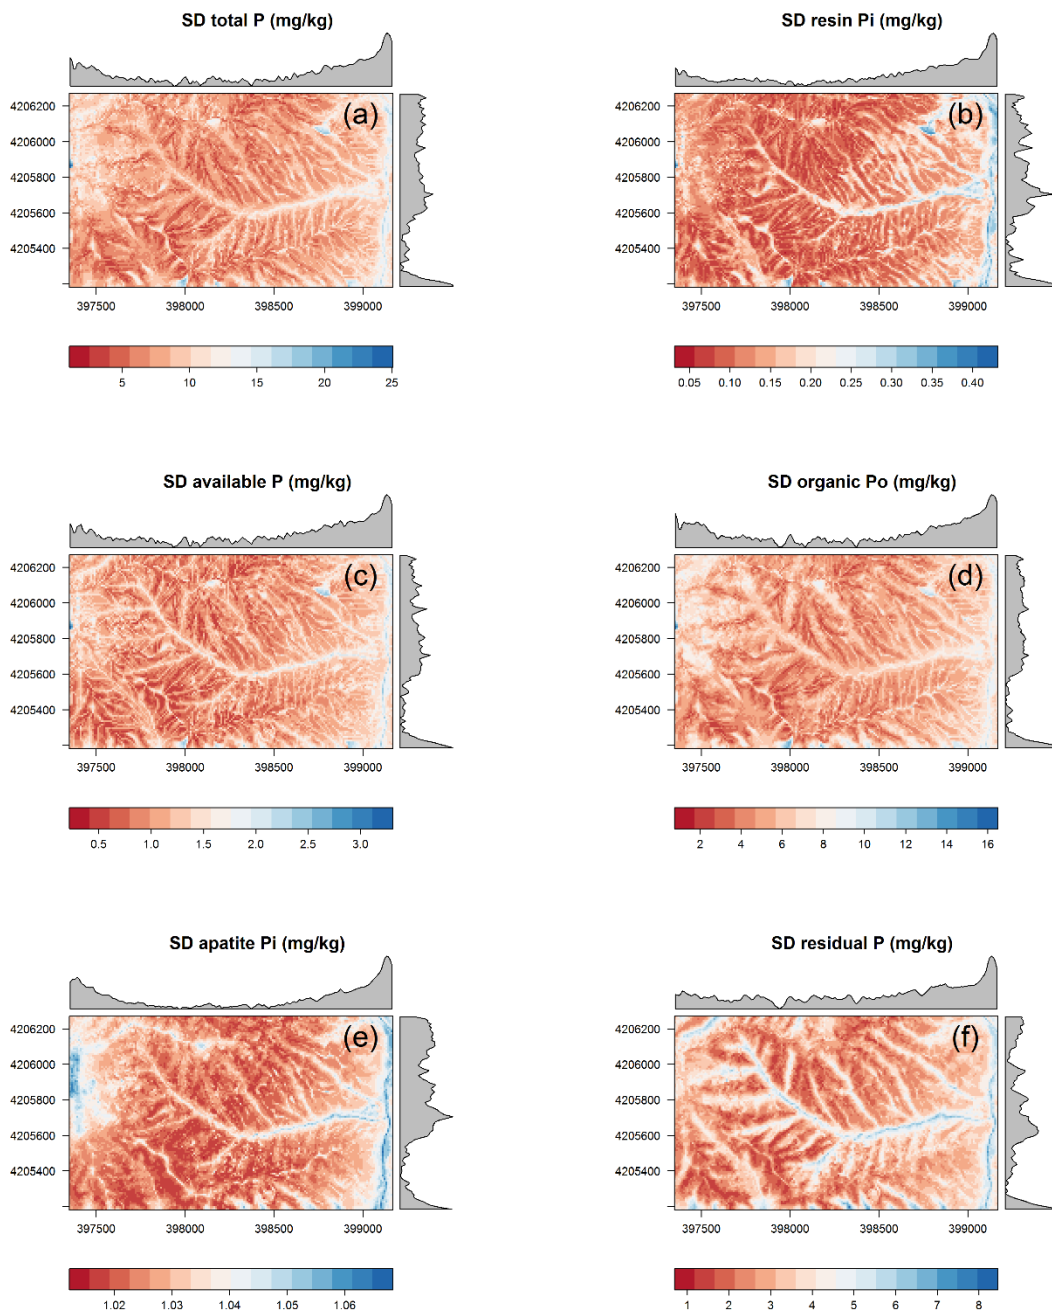 SD total P (mg/kg)
SD resin Pi (mg/kg)
(a)
4206200
4206000
4205800
4205600
4205400
397500 398000 398500 399000
5 10 15 20 25
(b)
4206200
4206000
4205800
4205600
4205400
397500 398000 398500 399000
0.05 0.10 0.15 0.20 0.25 0.30 0.35 0.40
SD available P (mg/kg)
SD organic Po (mg/kg)
(c)
4206200
4206000
4205800
4205600
4205400
397500 398000 398500 399000
0.5 1.0 1.5 2.0 2.5 3.0
(d)
4206200
4206000
4205800
4205600
4205400
397500 398000 398500 399000
2 4 6 8 10 12 14 16
SD apatite Pi (mg/kg)
SD residual P (mg/kg)
(e)
4206200
4206000
4205800
4205600
4205400
397500 398000 398500 399000
1.02 1.03 1.04 1.05 1.06
(f)
4206200
4206000
4205800
4205600
4205400
397500 398000 398500 399000
1 2 3 4 5 6 7 8